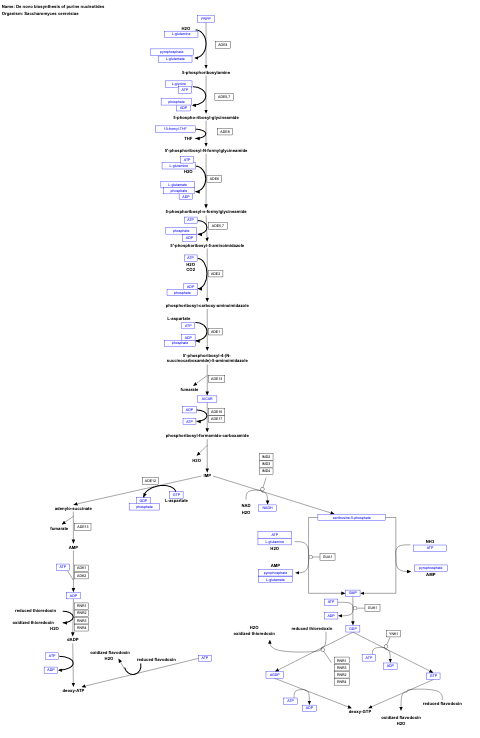 Name: De novo biosynthesis of purine nucleotides
Organism: Saccharomyces cerevisiae
PRPP
H2O
L-glutamine
ADE4
pyrophosphate
L-glutamate
5-phosphoribosylamine
L-glycine
ATP
ADE5,7
phosphate
ADP
5-phospho-ribosyl-glycineamide
10-formyl-THF
ADE8
THF
5'-phosphoribosyl-N-formylglycineamide
ATP
L-glutamine
H2O
ADE6
L-glutamate
phosphate
ADP
5-phosphoribosyl-n-formylglycineamide
ATP
ADE5,7
phosphate
ADP
5'-phosphoribosyl-5-aminoimidazole
ATP
H2O
CO2
ADE2
ADP
phosphate
phosphoribosyl-carboxy-aminoimidazole
L-aspartate
ATP
ADE1
ADP
phosphate
5'-phosphoribosyl-4-(N-
succinocarboxamide)-5-aminoimidazole
ADE13
fumarate
AICAR
ADP
ADE16
ADE17
ATP
phosphoribosyl-formamido-carboxamide
H2O
IMD2
IMD3
IMD4
IMP
ADE12
GTP
GDP
L-aspartate
phosphate
NAD
H2O
NADH
adenylo-succinate
xanthosine-5-phosphate
fumarate
ADE13
AMP
ATP
L-glutamine
H2O
GUA1
AMP
pyrophosphate
L-glutamate
NH3
ATP
pyrophosphate
AMP
ATP
ADK1
ADK2
ADP
GMP
ATP
GUK1
ADP
GDP
reduced thioredoxin
oxidized thioredoxin
H2O
RNR1
RNR2
RNR3
RNR4
dADP
H2O
oxidized thioredoxin
reduced thioredoxin
YNK1
ATP
ADP
ATP
ADP
oxidized flavodoxin
H2O
reduced flavodoxin
ATP
RNR1
RNR2
RNR3
RNR4
dGDP
GTP
deoxy-ATP
ATP
ADP
deoxy-GTP
reduced flavodoxin
oxidized flavodoxin
H2O